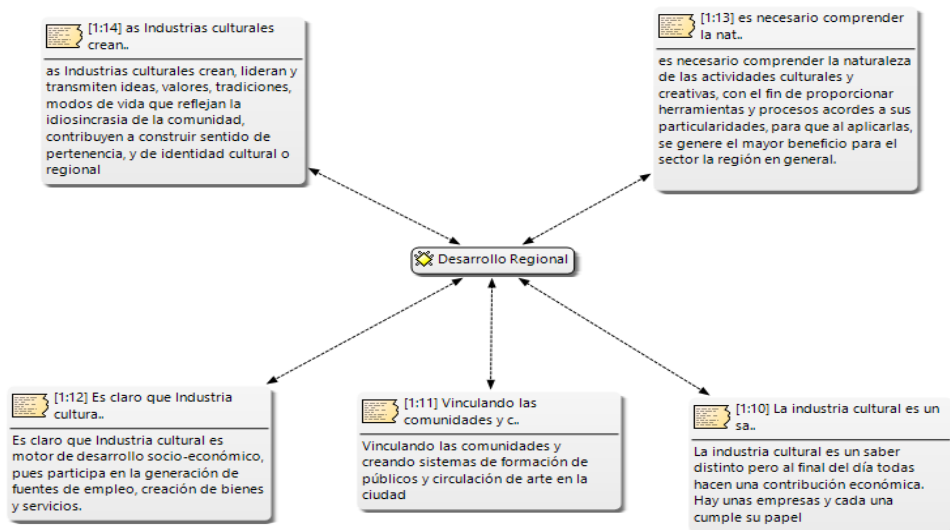 [1:14] as Industrias culturales
crean..
as Industrias culturales crean, lideran y
transmiten ideas, valores, tradiciones,
modos de vida que reflejan la
idiosincrasia de la comunidad,
contribuyen a construir sentido de
pertenencia, y de identidad cultural o
regional
[1:13] es necesario comprender
la nat..
es necesario comprender la naturaleza
de las actividades culturales y
creativas, con el fin de proporcionar
herramientas y procesos acordes a sus
particularidades, para que al aplicarlas,
se genere el mayor beneficio para el
sector la región en general.
Desarrollo Regional
[1:12] Es claro que Industria
cultura..
Es claro que Industria cultural es
motor de desarrollo socio-económico,
pues participa en la generación de
fuentes de empleo, creación de bienes
y servicios.
[1:11] Vinculando las
comunidades y c..
Vinculando las comunidades y
creando sistemas de formación de
públicos y circulación de arte en la
ciudad
[1:10] La industria cultural es un
sa..
La industria cultural es un saber
distinto pero al final del día todas
hacen una contribución económica.
Hay unas empresas y cada una
cumple su papel